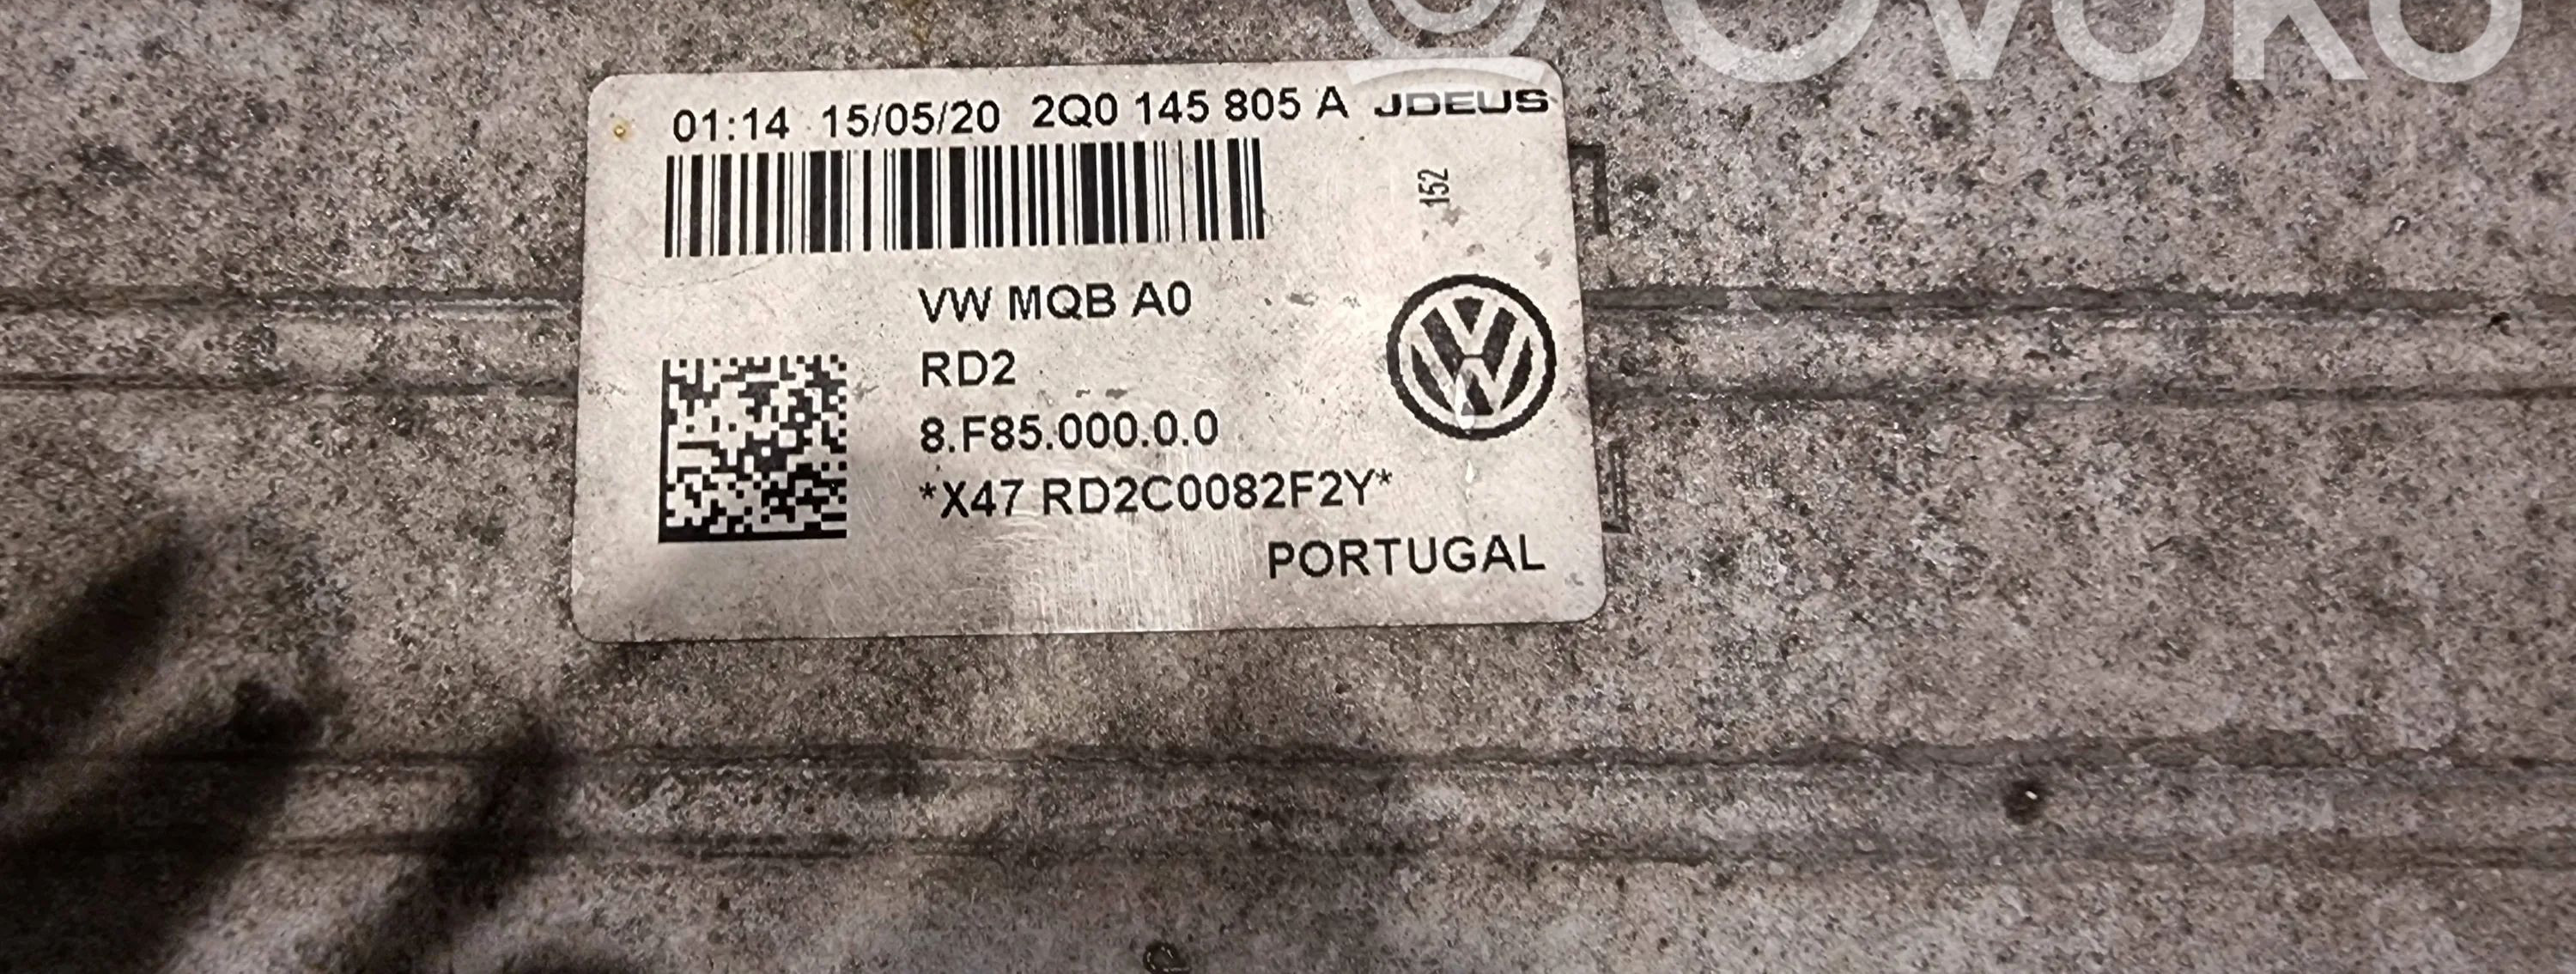 OVOKO
01:14 15/05/20 2Q0 145 805 A JDEUS
152
VW MQB A0
RD2
8.F85.000.0.0
*X47 RD2C0082F2Y*
PORTUGAL